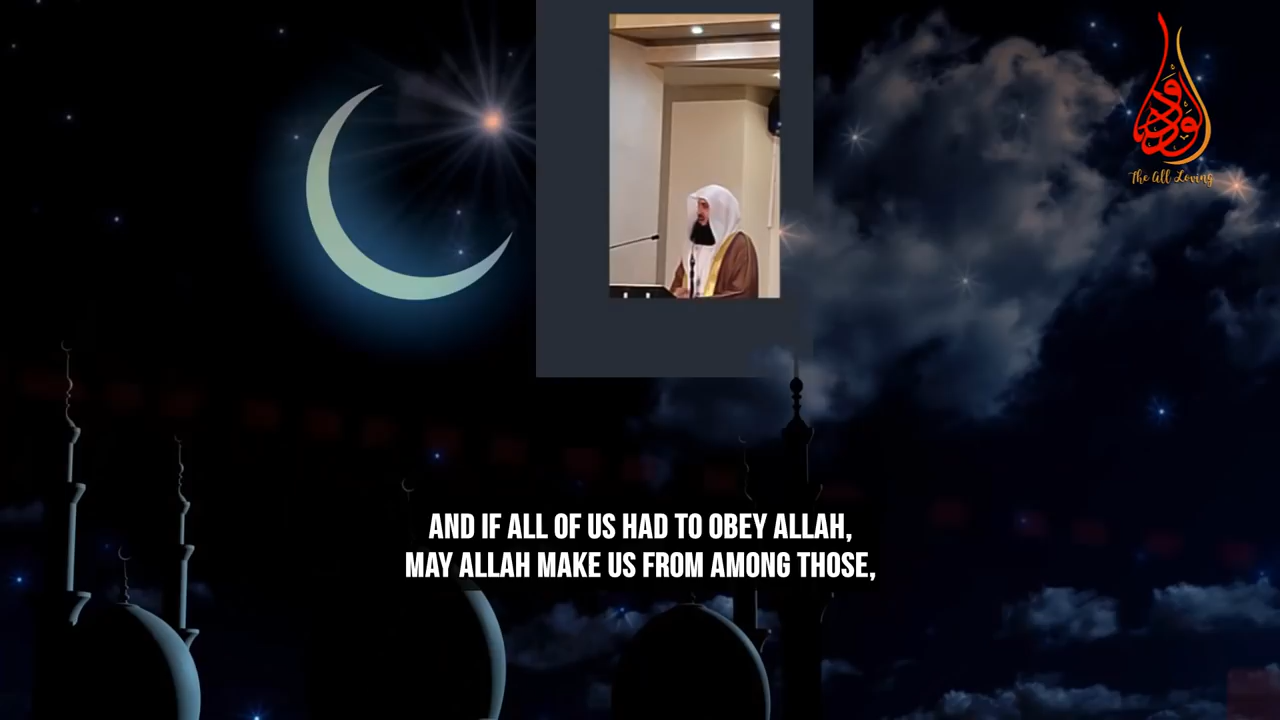 The All Loving
AND IF ALL OF US HAD TO OBEY ALLAH,
MAY ALLAH MAKE US FROM AMONG THOSE,